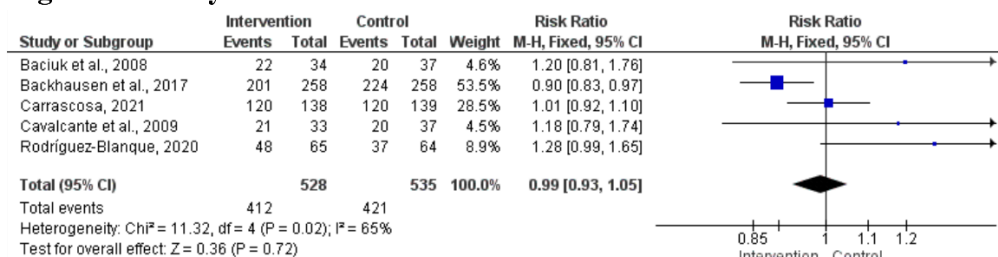 Intervention Control Risk Ratio Risk Ratio
Study or Subgroup Events Total Events Total Weight M-H, Fixed, 95% CI M-H, Fixed, 95% CI
Baciuk et al., 2008 22 34 20 37 4.6% 1.20 [0.81, 1.76]
Backhausen et al., 2017 201 258 224 258 53.5% 0.90 [0.83, 0.97]
Carrascosa, 2021 120 138 120 139 28.5% 1.01 [0.92, 1.10]
Cavalcante et al., 2009 21 33 20 37 4.5% 1.18 [0.79, 1.74]
Rodríguez-Blanque, 2020 48 65 37 64 8.9% 1.28 [0.99, 1.65]
Total (95% CI) 528 535 100.0% 0.99 [0.93, 1.05]
Total events 412 421
Heterogeneity: Chi² = 11.32, df = 4 (P = 0.02); I² = 65%
Test for overall effect: Z = 0.36 (P = 0.72)
0.85 1 1.1 1.2
Intervention Control